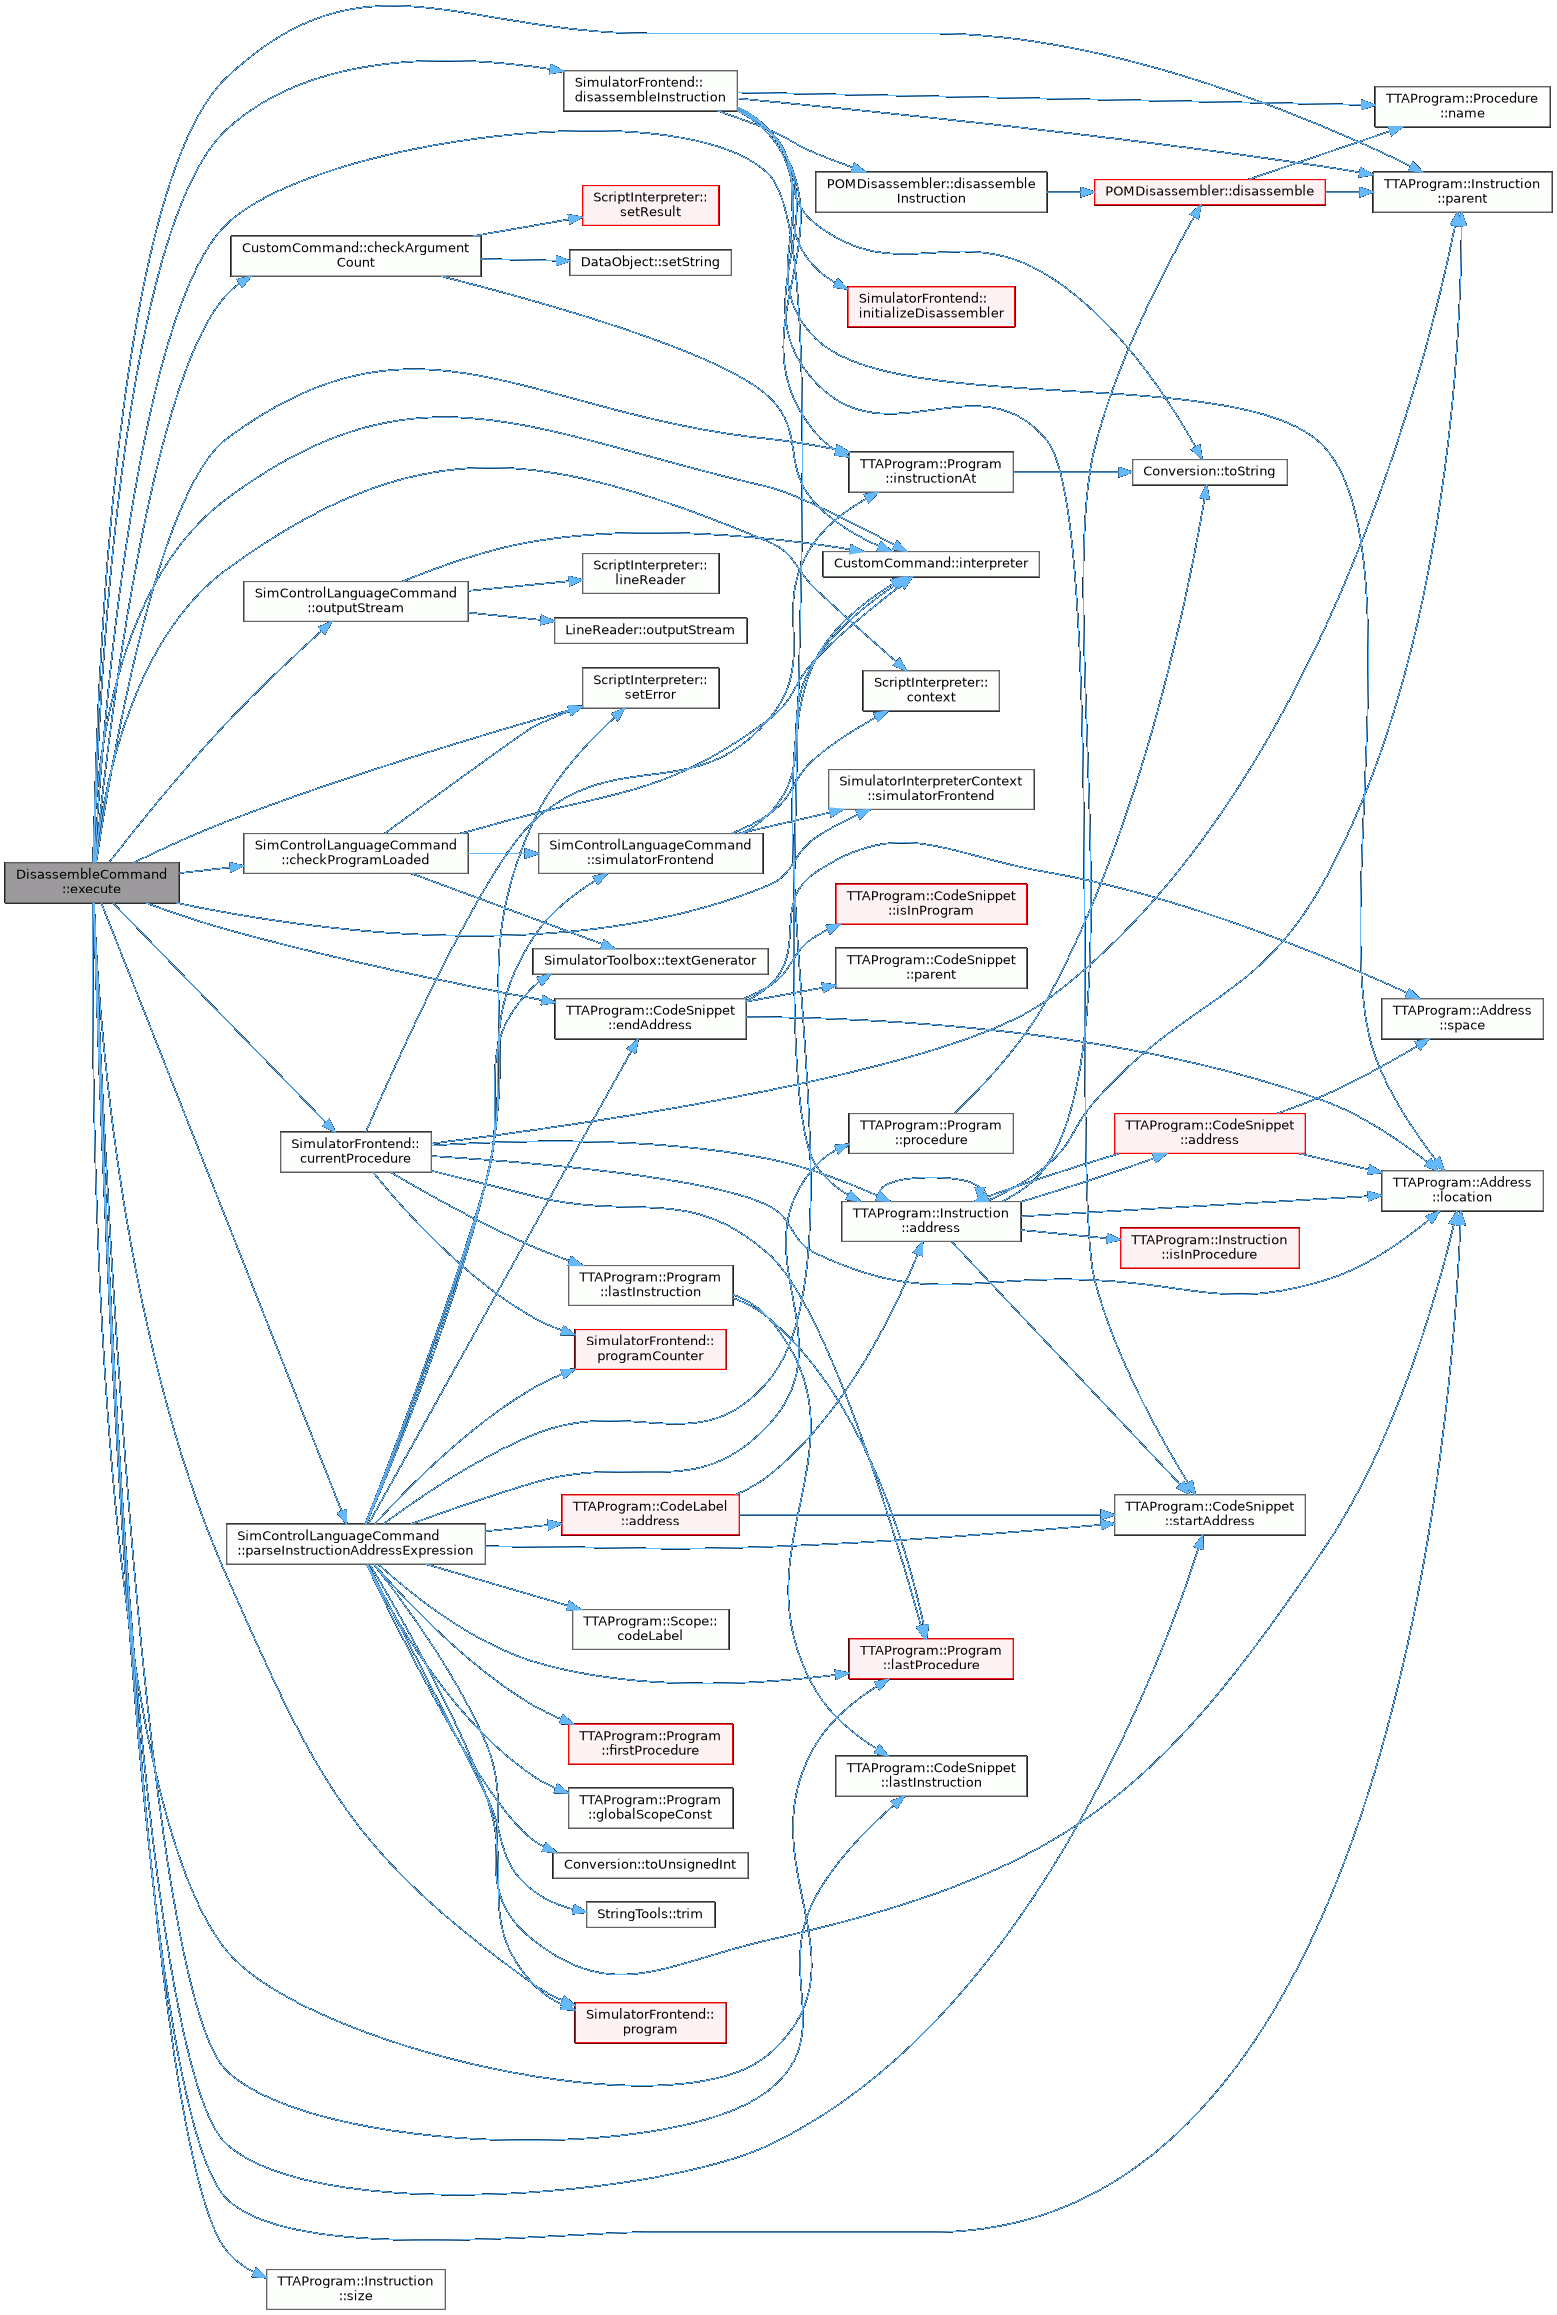 SimulatorFrontend::
disassembleInstruction
TTAProgram::Procedure
::name
POMDisassembler::disassemble
Instruction
POMDisassembler::disassemble
TTAProgram::Instruction
::parent
ScriptInterpreter::
setResult
CustomCommand::checkArgument
Count
DataObject::setString
SimulatorFrontend::
initializeDisassembler
TTAProgram::Program
::instructionAt
Conversion::toString
CustomCommand::interpreter
ScriptInterpreter::
lineReader
SimControlLanguageCommand
::outputStream
LineReader::outputStream
ScriptInterpreter::
setError
ScriptInterpreter::
context
SimulatorInterpreterContext
::simulatorFrontend
SimControlLanguageCommand
::checkProgramLoaded
SimControlLanguageCommand
::simulatorFrontend
DisassembleCommand
::execute
TTAProgram::CodeSnippet
::isInProgram
SimulatorToolbox::textGenerator
TTAProgram::CodeSnippet
::parent
TTAProgram::CodeSnippet
::endAddress
TTAProgram::Address
::space
SimulatorFrontend::
currentProcedure
TTAProgram::Program
::procedure
TTAProgram::CodeSnippet
::address
TTAProgram::Address
::location
TTAProgram::Instruction
::address
TTAProgram::Instruction
::isInProcedure
TTAProgram::Program
::lastInstruction
SimulatorFrontend::
programCounter
TTAProgram::CodeLabel
::address
TTAProgram::CodeSnippet
::startAddress
SimControlLanguageCommand
::parseInstructionAddressExpression
TTAProgram::Scope::
codeLabel
TTAProgram::Program
::lastProcedure
TTAProgram::Program
::firstProcedure
TTAProgram::CodeSnippet
::lastInstruction
TTAProgram::Program
::globalScopeConst
Conversion::toUnsignedInt
StringTools::trim
SimulatorFrontend::
program
TTAProgram::Instruction
::size